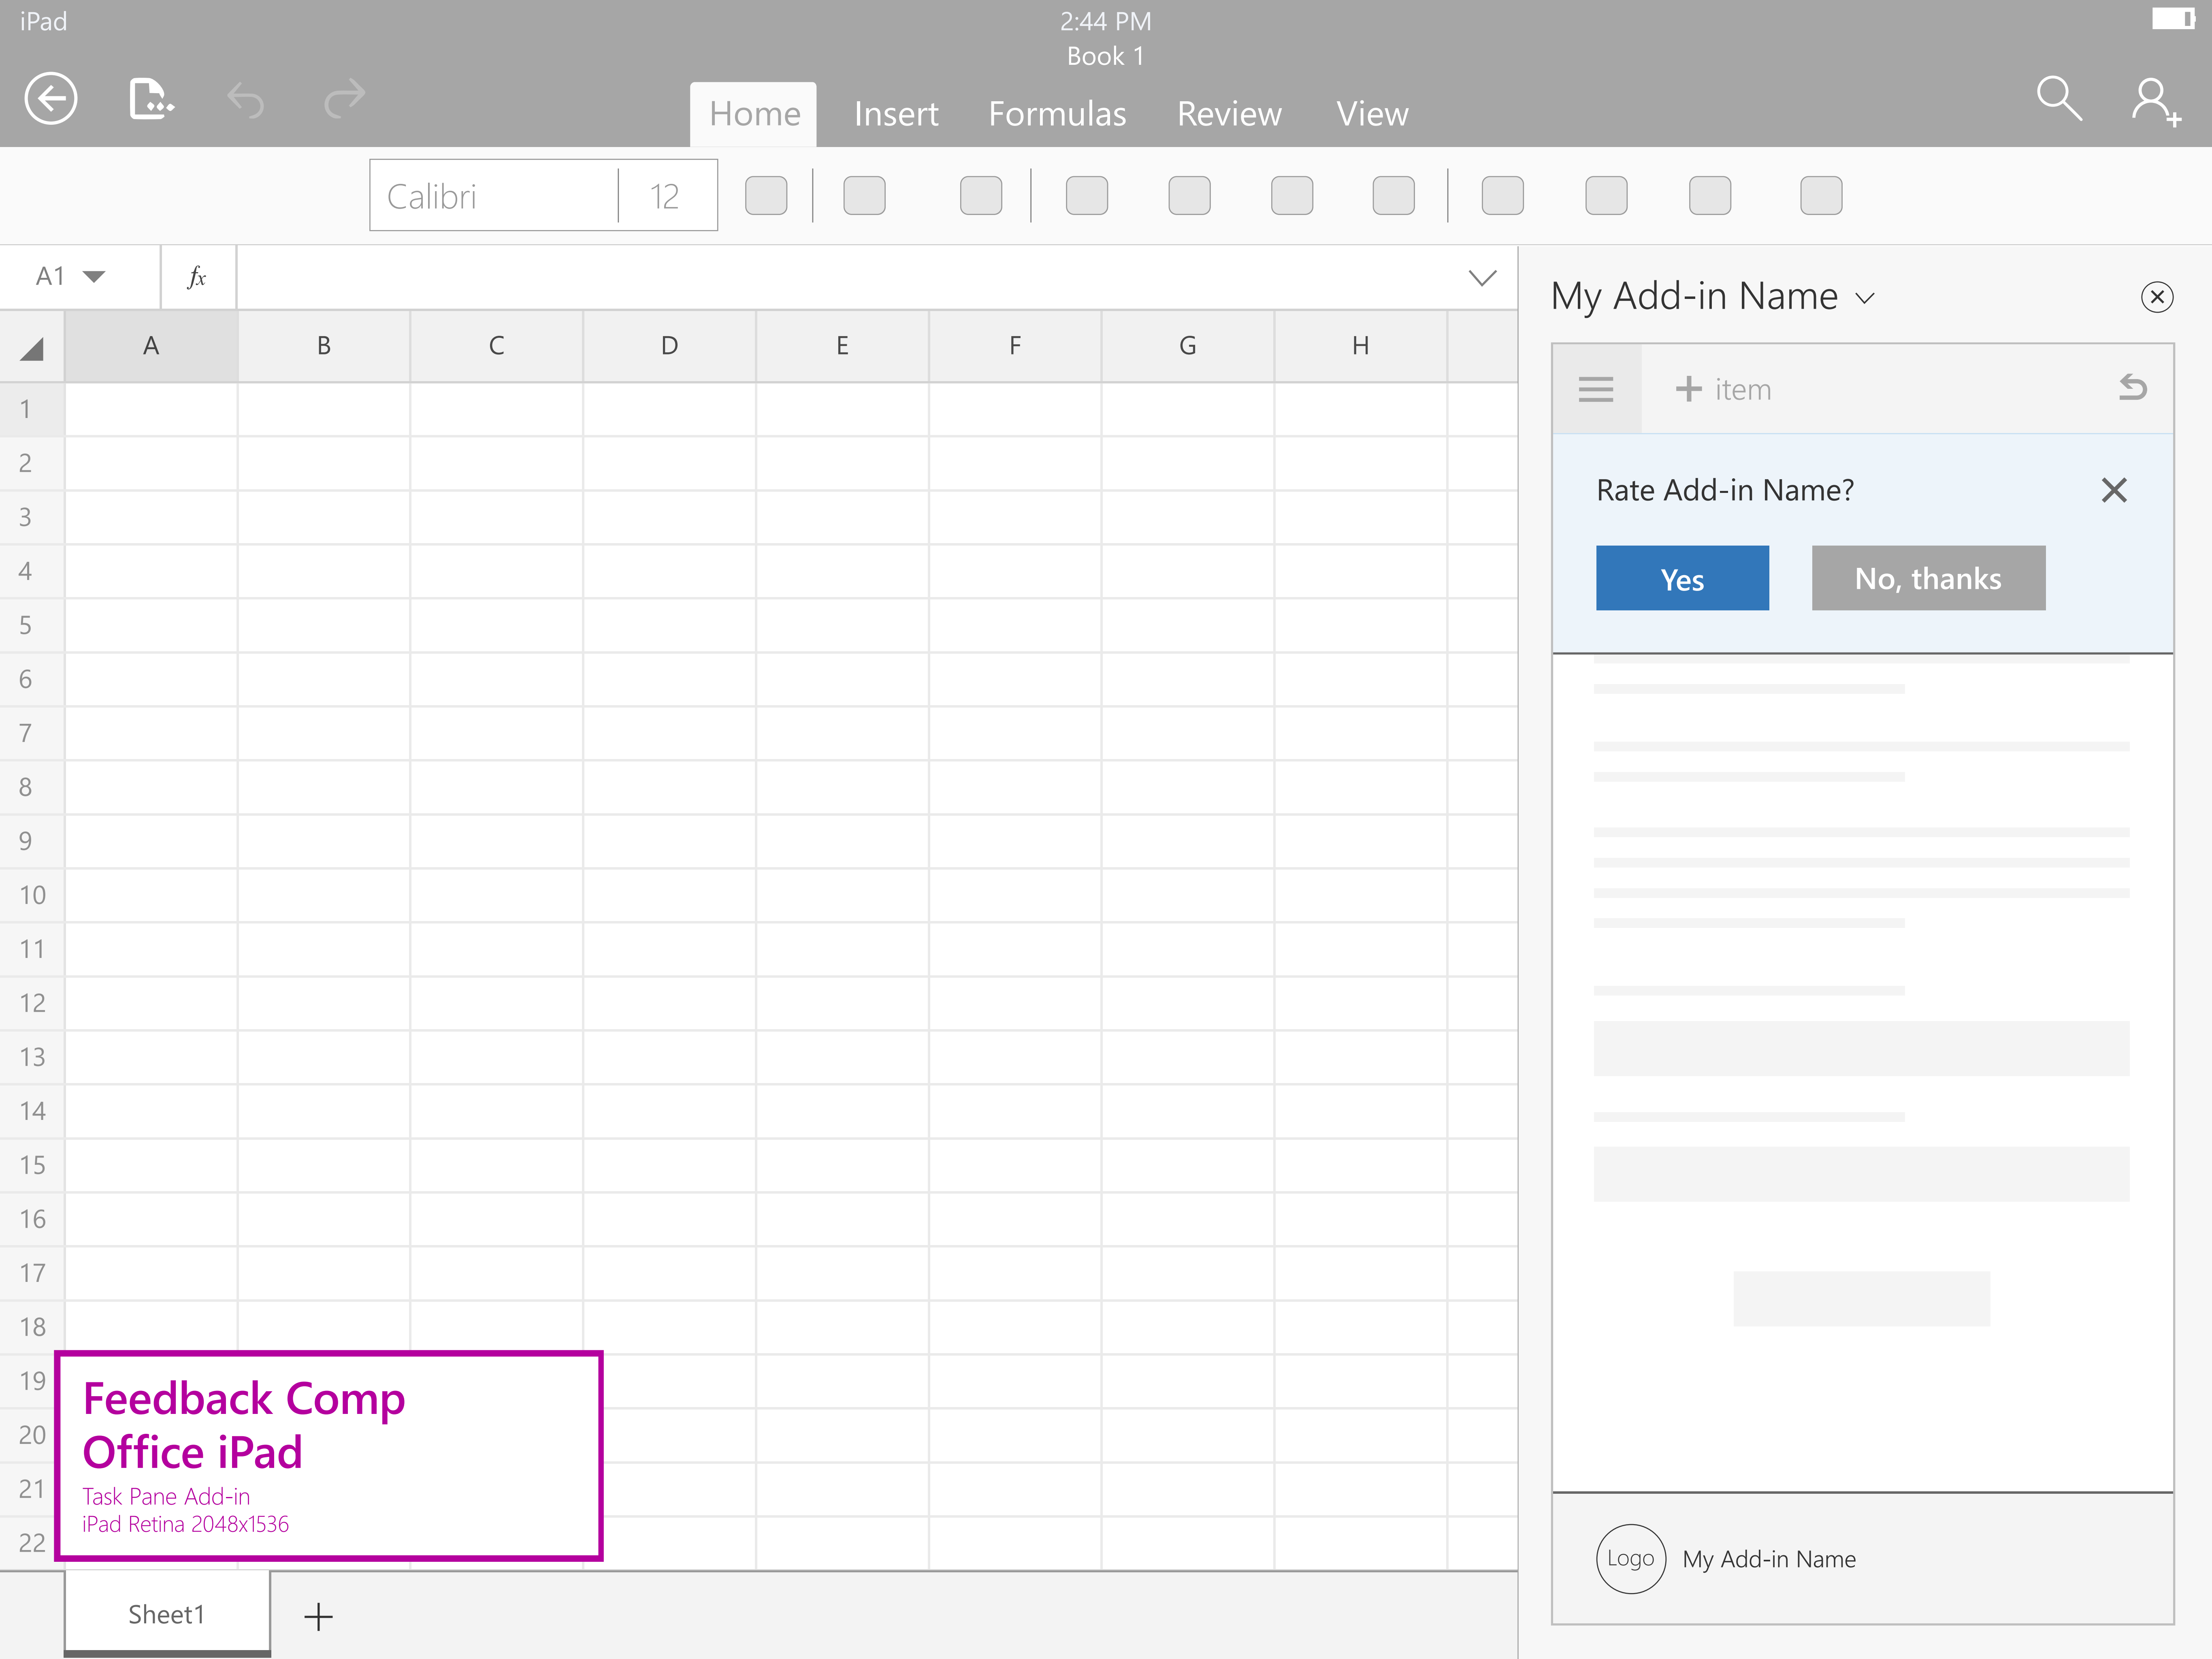 iPad
2:44 PM
Book 1
Home Insert Formulas Review View
Calibri 12
A1 fx
My Add-in Name
A B C D E F G H
item
1
2
3
4
5
6
7
8
9
10
11
12
13
14
15
16
17
18
19
20
21
22
Rate Add-in Name?
Yes No, thanks
Feedback Comp
Office iPad
Task Pane Add-in
iPad Retina 2048x1536
Logo My Add-in Name
Sheet1